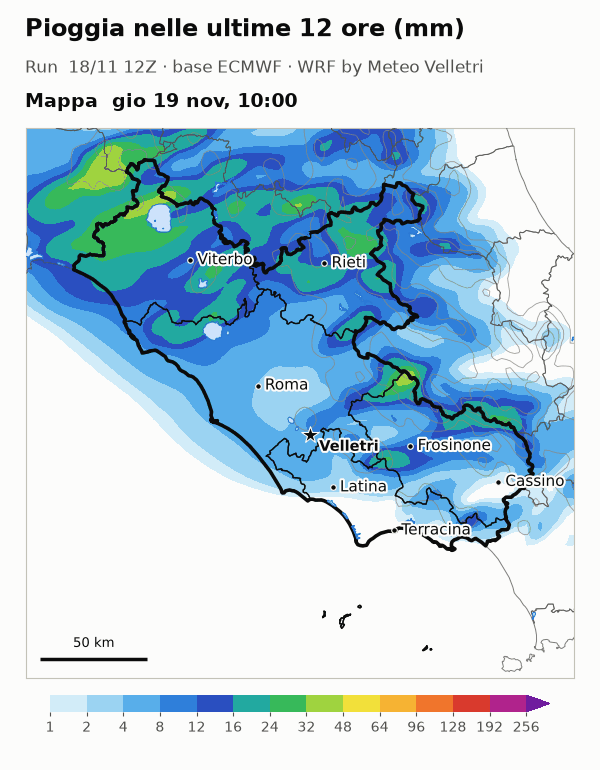 Pioggia nelle ultime 12 ore (mm)
Run  18/11 12Z · base ECMWF · WRF by Meteo Velletri
Mappa  gio 19 nov, 10:00
Viterbo
Rieti
Roma
Velletri
Frosinone
Latina
Cassino
Terracina
50 km
1 2 4 8 12 16 24 32 48 64 96 128 192 256